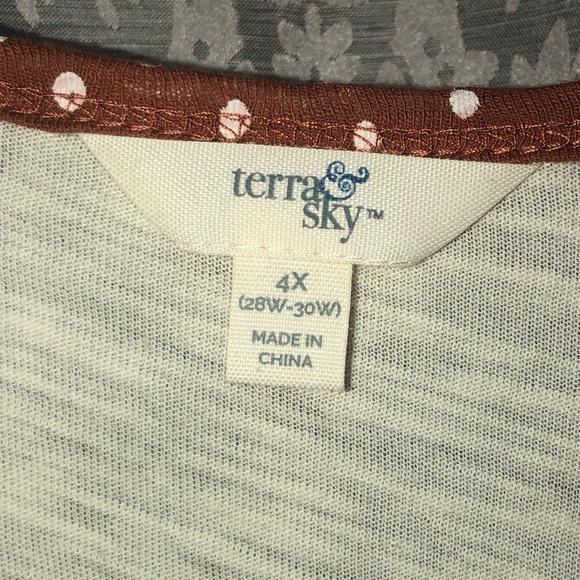 terra &
sky™
4X
(28W-30W)
MADE IN
CHINA